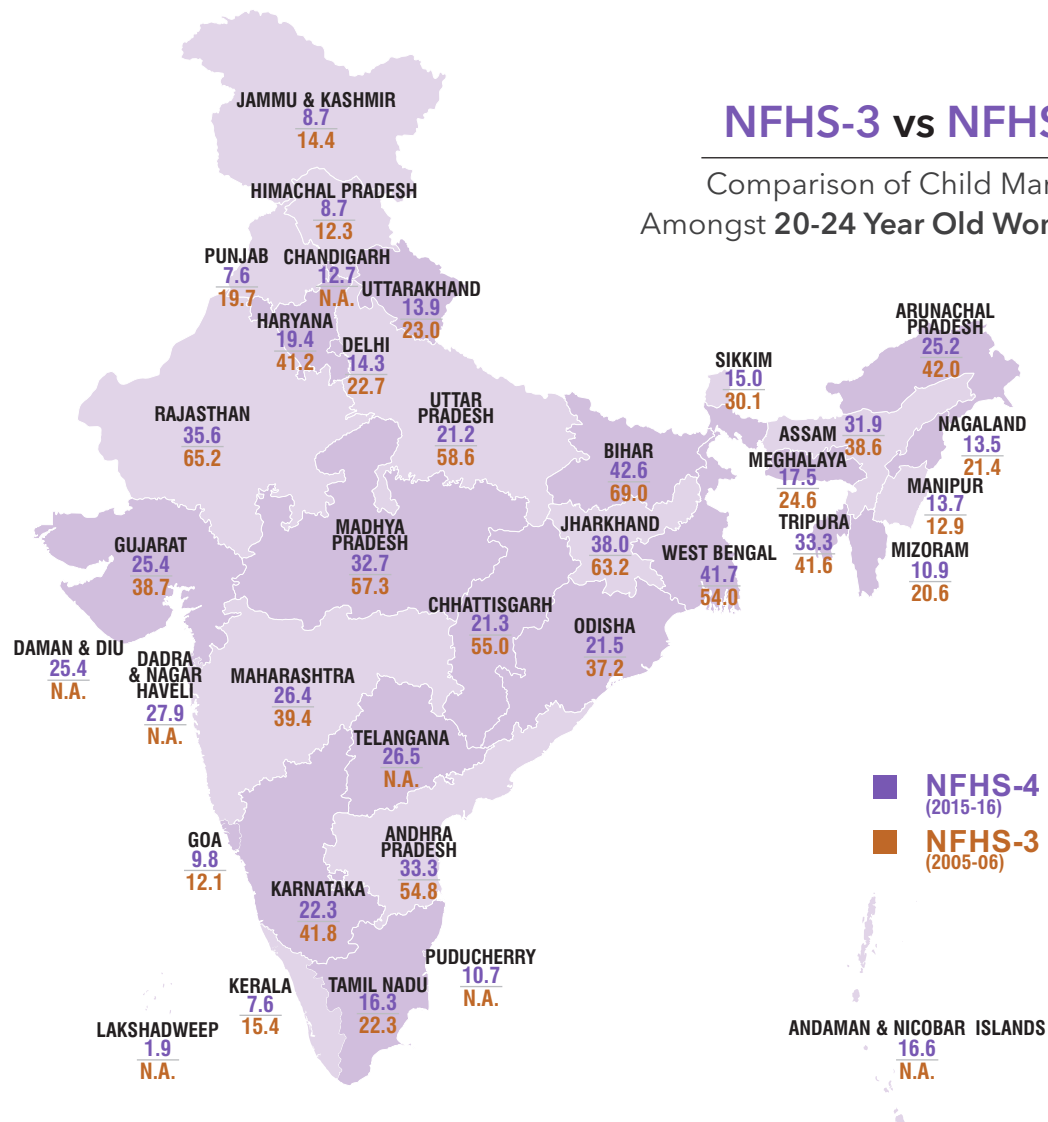 NFHS-3 vs NFHS
Comparison of Child Mar
Amongst 20-24 Year Old Wor
JAMMU & KASHMIR
8.7
14.4
HIMACHAL PRADESH
8.7
12.3
PUNJAB
7.6
19.7
CHANDIGARH
12.7
N.A.
UTTARAKHAND
13.9
23.0
HARYANA
19.4
41.2
DELHI
14.3
22.7
RAJASTHAN
35.6
65.2
UTTAR
PRADESH
21.2
58.6
BIHAR
42.6
69.0
SIKKIM
15.0
30.1
ARUNACHAL
PRADESH
25.2
42.0
ASSAM
31.9
38.6
NAGALAND
13.5
21.4
MEGHALAYA
17.5
24.6
MANIPUR
13.7
12.9
TRIPURA
33.3
41.6
MIZORAM
10.9
20.6
GUJARAT
25.4
38.7
MADHYA
PRADESH
32.7
57.3
JHARKHAND
38.0
63.2
WEST BENGAL
41.7
54.0
CHHATTISGARH
21.3
55.0
ODISHA
21.5
37.2
DAMAN & DIU
25.4
N.A.
DADRA
& NAGAR
HAVELI
27.9
N.A.
MAHARASHTRA
26.4
39.4
TELANGANA
26.5
N.A.
GOA
9.8
12.1
ANDHRA
PRADESH
33.3
54.8
KARNATAKA
22.3
41.8
PUDUCHERRY
10.7
N.A.
KERALA
7.6
15.4
TAMIL NADU
16.3
22.3
LAKSHADWEEP
1.9
N.A.
ANDAMAN & NICOBAR ISLANDS
16.6
N.A.
NFHS-4
(2015-16)
NFHS-3
(2005-06)